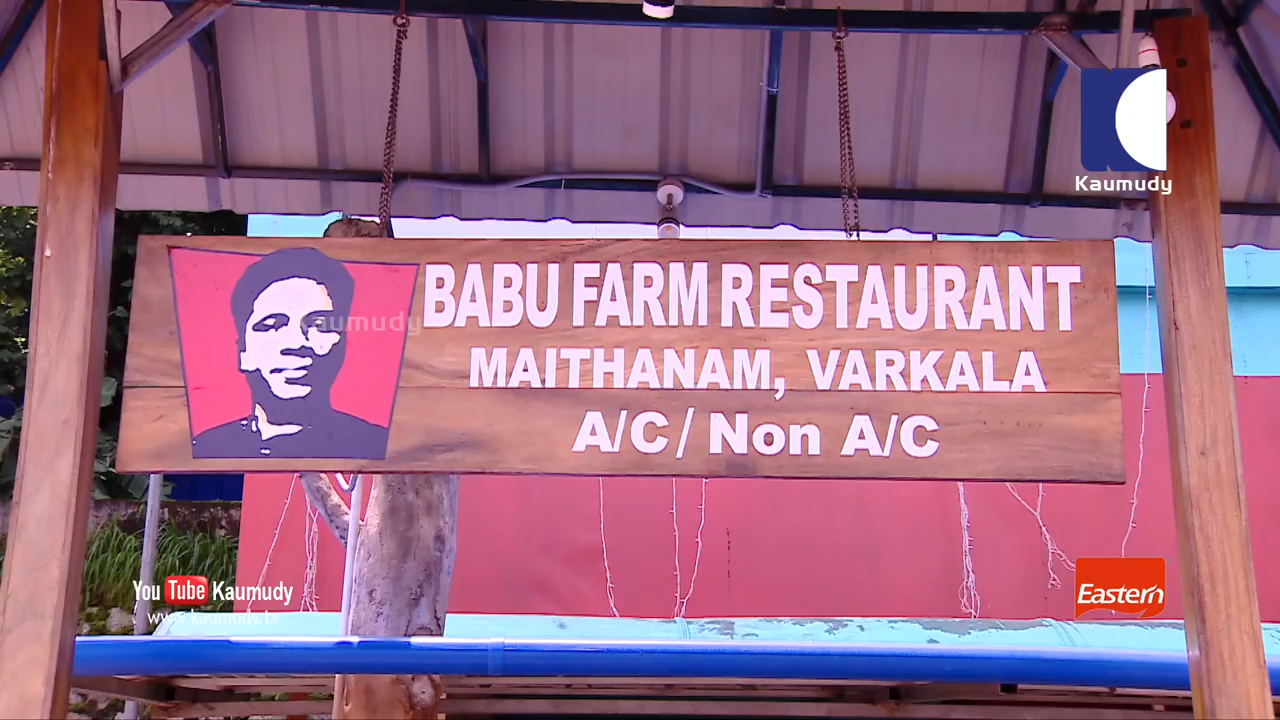 Kaumudy
BABU FARM RESTAURANT
kaumudy
MAITHANAM, VARKALA
A/C / Non A/C
Eastern
You Tube Kaumudy
www.kaumudy.tv